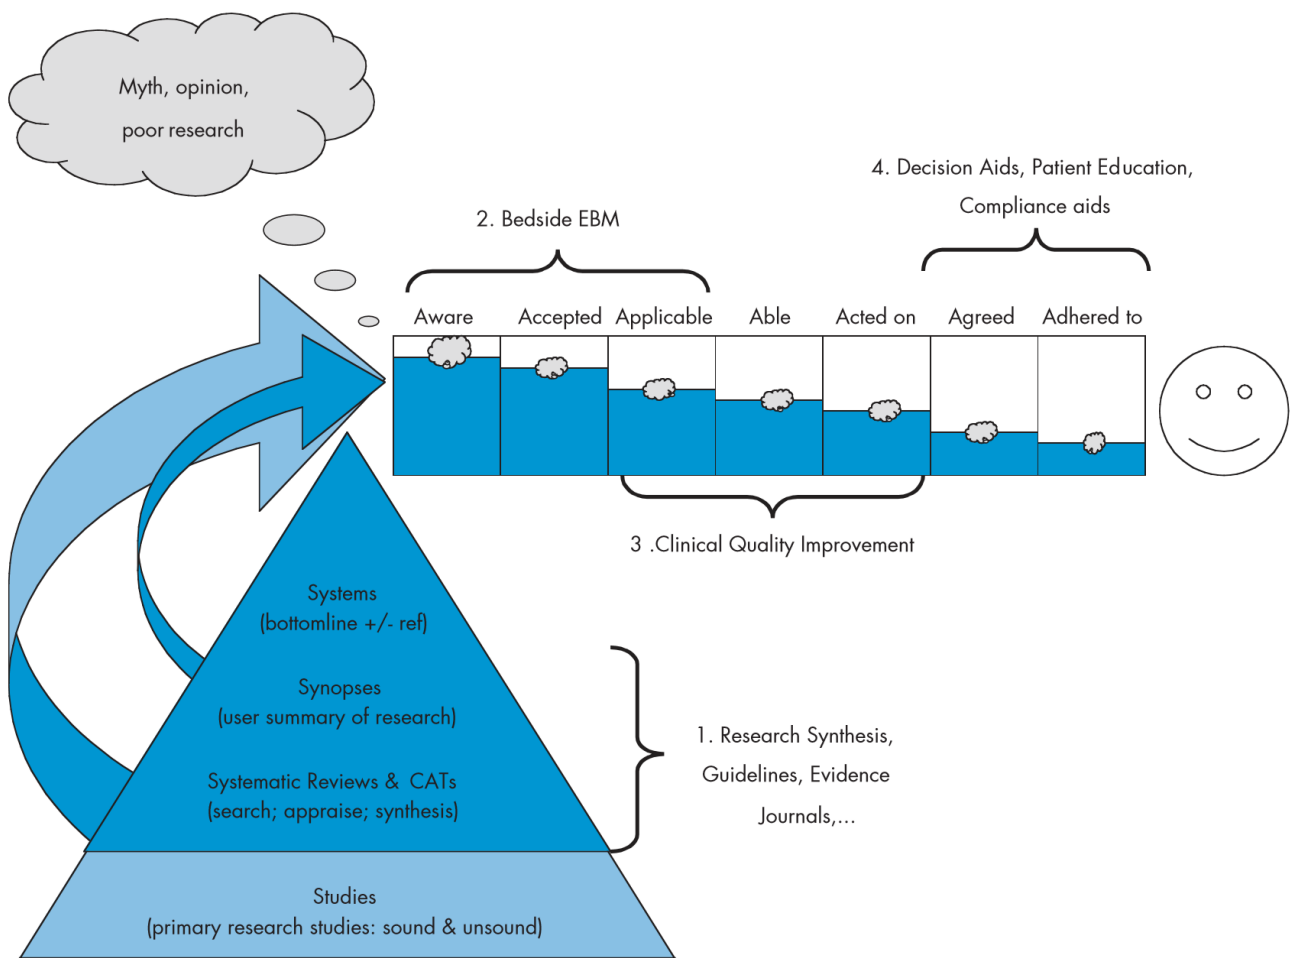 Myth, opinion,
poor research
4. Decision Aids, Patient Education,
Compliance aids
2. Bedside EBM
Aware
Accepted
Applicable
Able
Acted on
Agreed
Adhered to
3 .Clinical Quality Improvement
Systems
(bottomline +/- ref)
Synopses
(user summary of research)
Systematic Reviews & CATs
(search; appraise; synthesis)
1. Research Synthesis,
Guidelines, Evidence
Journals,...
Studies
(primary research studies: sound & unsound)